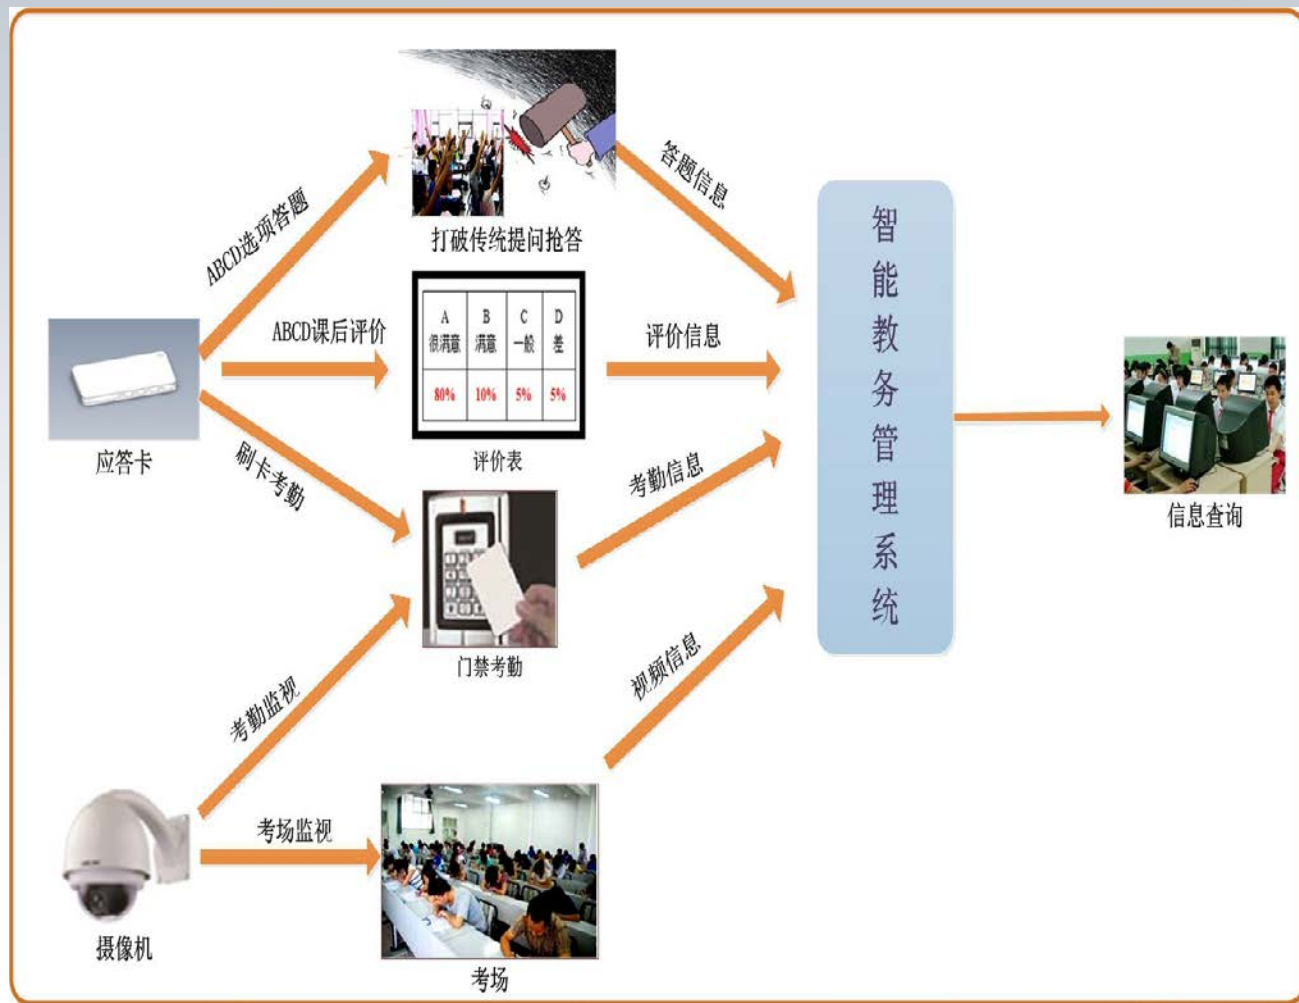 ABCD选项答题
打破传统提问抢答
答题信息
ABCD课后评价
A
很满意
B
满意
C
一般
D
差
80%
10%
5%
5%
评价表
评价信息
应答卡
刷卡考勤
门禁考勤
考勤信息
智能教务管理系统
信息查询
考勤监视
视频信息
摄像机
考场监视
考场